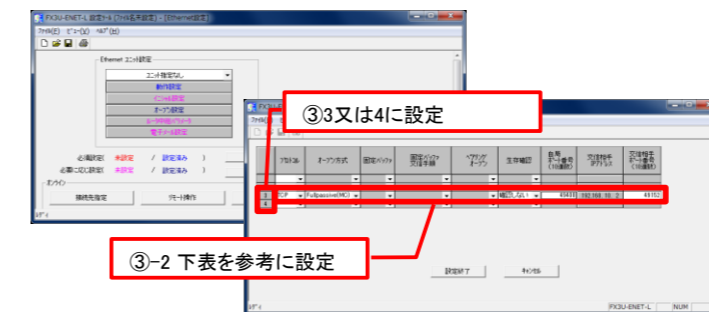 FX3U-ENET-L 設定ツール [ファイル名未設定] - [Ethernet設定]
ファイル(F) ビュー(V) ヘルプ(H)
Ethernet ユニット設定
ユニット指定なし
動作設定
イニシャル設定
オープン設定
ルータ中継パラメータ
電子メール設定
必須設定( 未設定 / 設定済み )
必要に応じ設定( 未設定 / 設定済み )
オンライン
接続先指定
リモート操作
③3又は4に設定
プロトコル
オープン方式
固定バッファ
固定バッファ
交信手順
ペアリング
オープン
生存確認
自局
ポート番号
(10進数)
交信相手
IPアドレス
交信相手
ポート番号
(10進数)
3 TCP Fullpassive(MC) 確認しない 192.168. 10. 2 49152
4
③-2 下表を参考に設定
設定終了
キャンセル
レディ
レディ
FX3U-ENET-L NUM